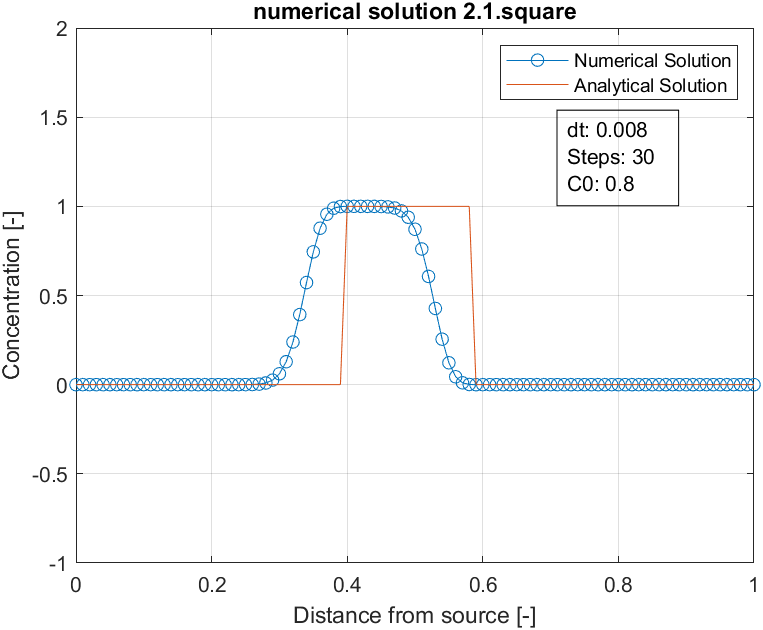 numerical solution 2.1.square
2
1.5
1
0.5
0
-0.5
-1
Concentration [-]
Numerical Solution
Analytical Solution
dt: 0.008
Steps: 30
C0: 0.8
0 0.2 0.4 0.6 0.8 1
Distance from source [-]